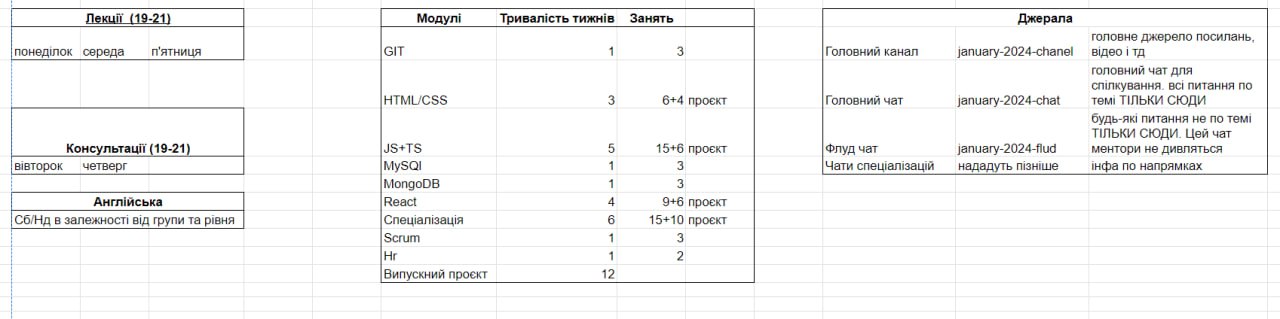 Лекції (19-21)
понеділок середа п'ятниця
Консультації (19-21)
вівторок четверг
Англійська
Сб/Нд в залежності від групи та рівня
Модулі Тривалість тижнів Занять
GIT 1 3
HTML/CSS 3 6+4 проєкт
JS+TS 5 15+6 проєкт
MySQl 1 3
MongoDB 1 3
React 4 9+6 проєкт
Спеціалізація 6 15+10 проєкт
Scrum 1 3
Hr 1 2
Випускний проєкт 12
Джерала
головне джерело посилань,
Головний канал january-2024-chanel відео і тд
головний чат для
спілкування. всі питання по
Головний чат january-2024-chat темі ТІЛЬКИ СЮДИ
будь-які питання не по темі
ТІЛЬКИ СЮДИ. Цей чат
Флуд чат january-2024-flud ментори не дивляться
Чати спеціалізацій нададуть пізніше інфа по напрямках